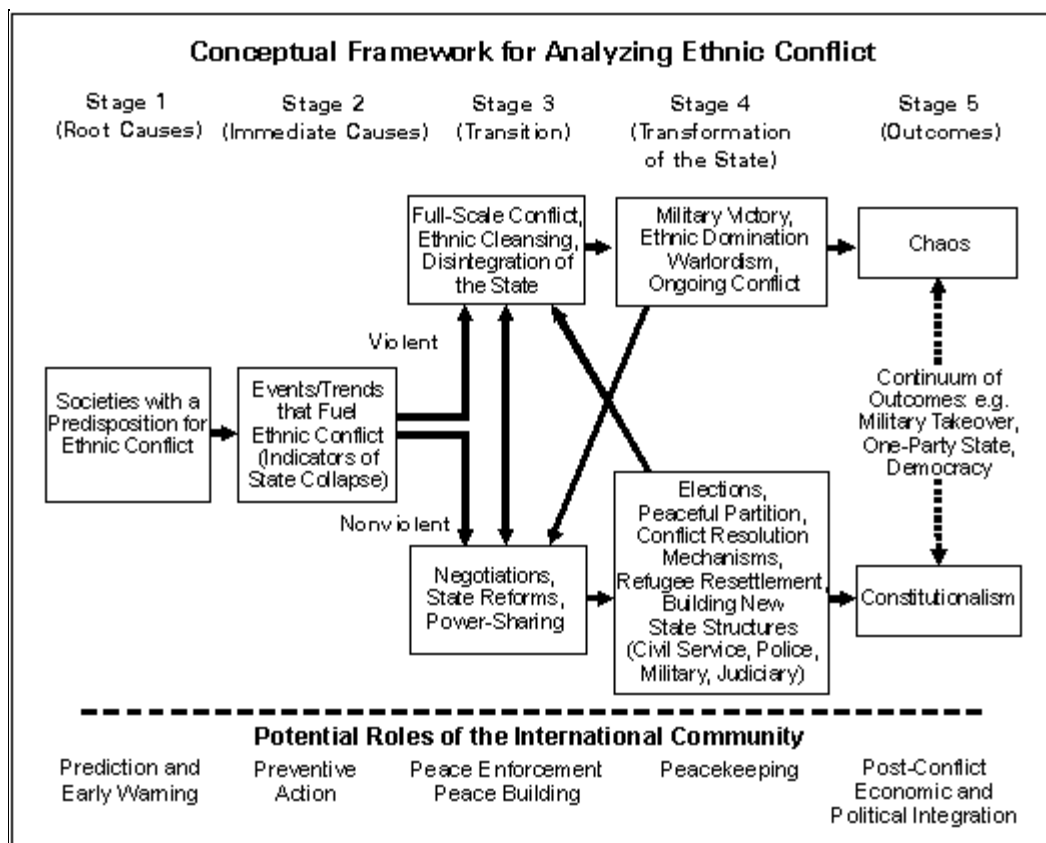 Conceptual Framework for Analyzing Ethnic Conflict
Stage 1
(Root Causes)
Stage 2
(Immediate Causes)
Stage 3
(Transition)
Stage 4
(Transformation
of the State)
Stage 5
(Outcomes)
Full-Scale Conflict,
Ethnic Cleansing,
Disintegration of
the State
Military Victory,
Ethnic Domination
Warlordism,
Ongoing Conflict
Chaos
Violent
Societies with a
Predisposition for
Ethnic Conflict
Events/Trends
that Fuel
Ethnic Conflict
(Indicators of
State Collapse)
Continuum of
Outcomes: e.g.
Military Takeover,
One-Party State,
Democracy
Nonviolent
Negotiations,
State Reforms,
Power-Sharing
Elections,
Peaceful Partition,
Conflict Resolution
Mechanisms,
Refugee Resettlement,
Building New
State Structures
(Civil Service, Police,
Military, Judiciary)
Constitutionalism
Potential Roles of the International Community
Prediction and
Early Warning
Preventive
Action
Peace Enforcement
Peace Building
Peacekeeping
Post-Conflict
Economic and
Political Integration